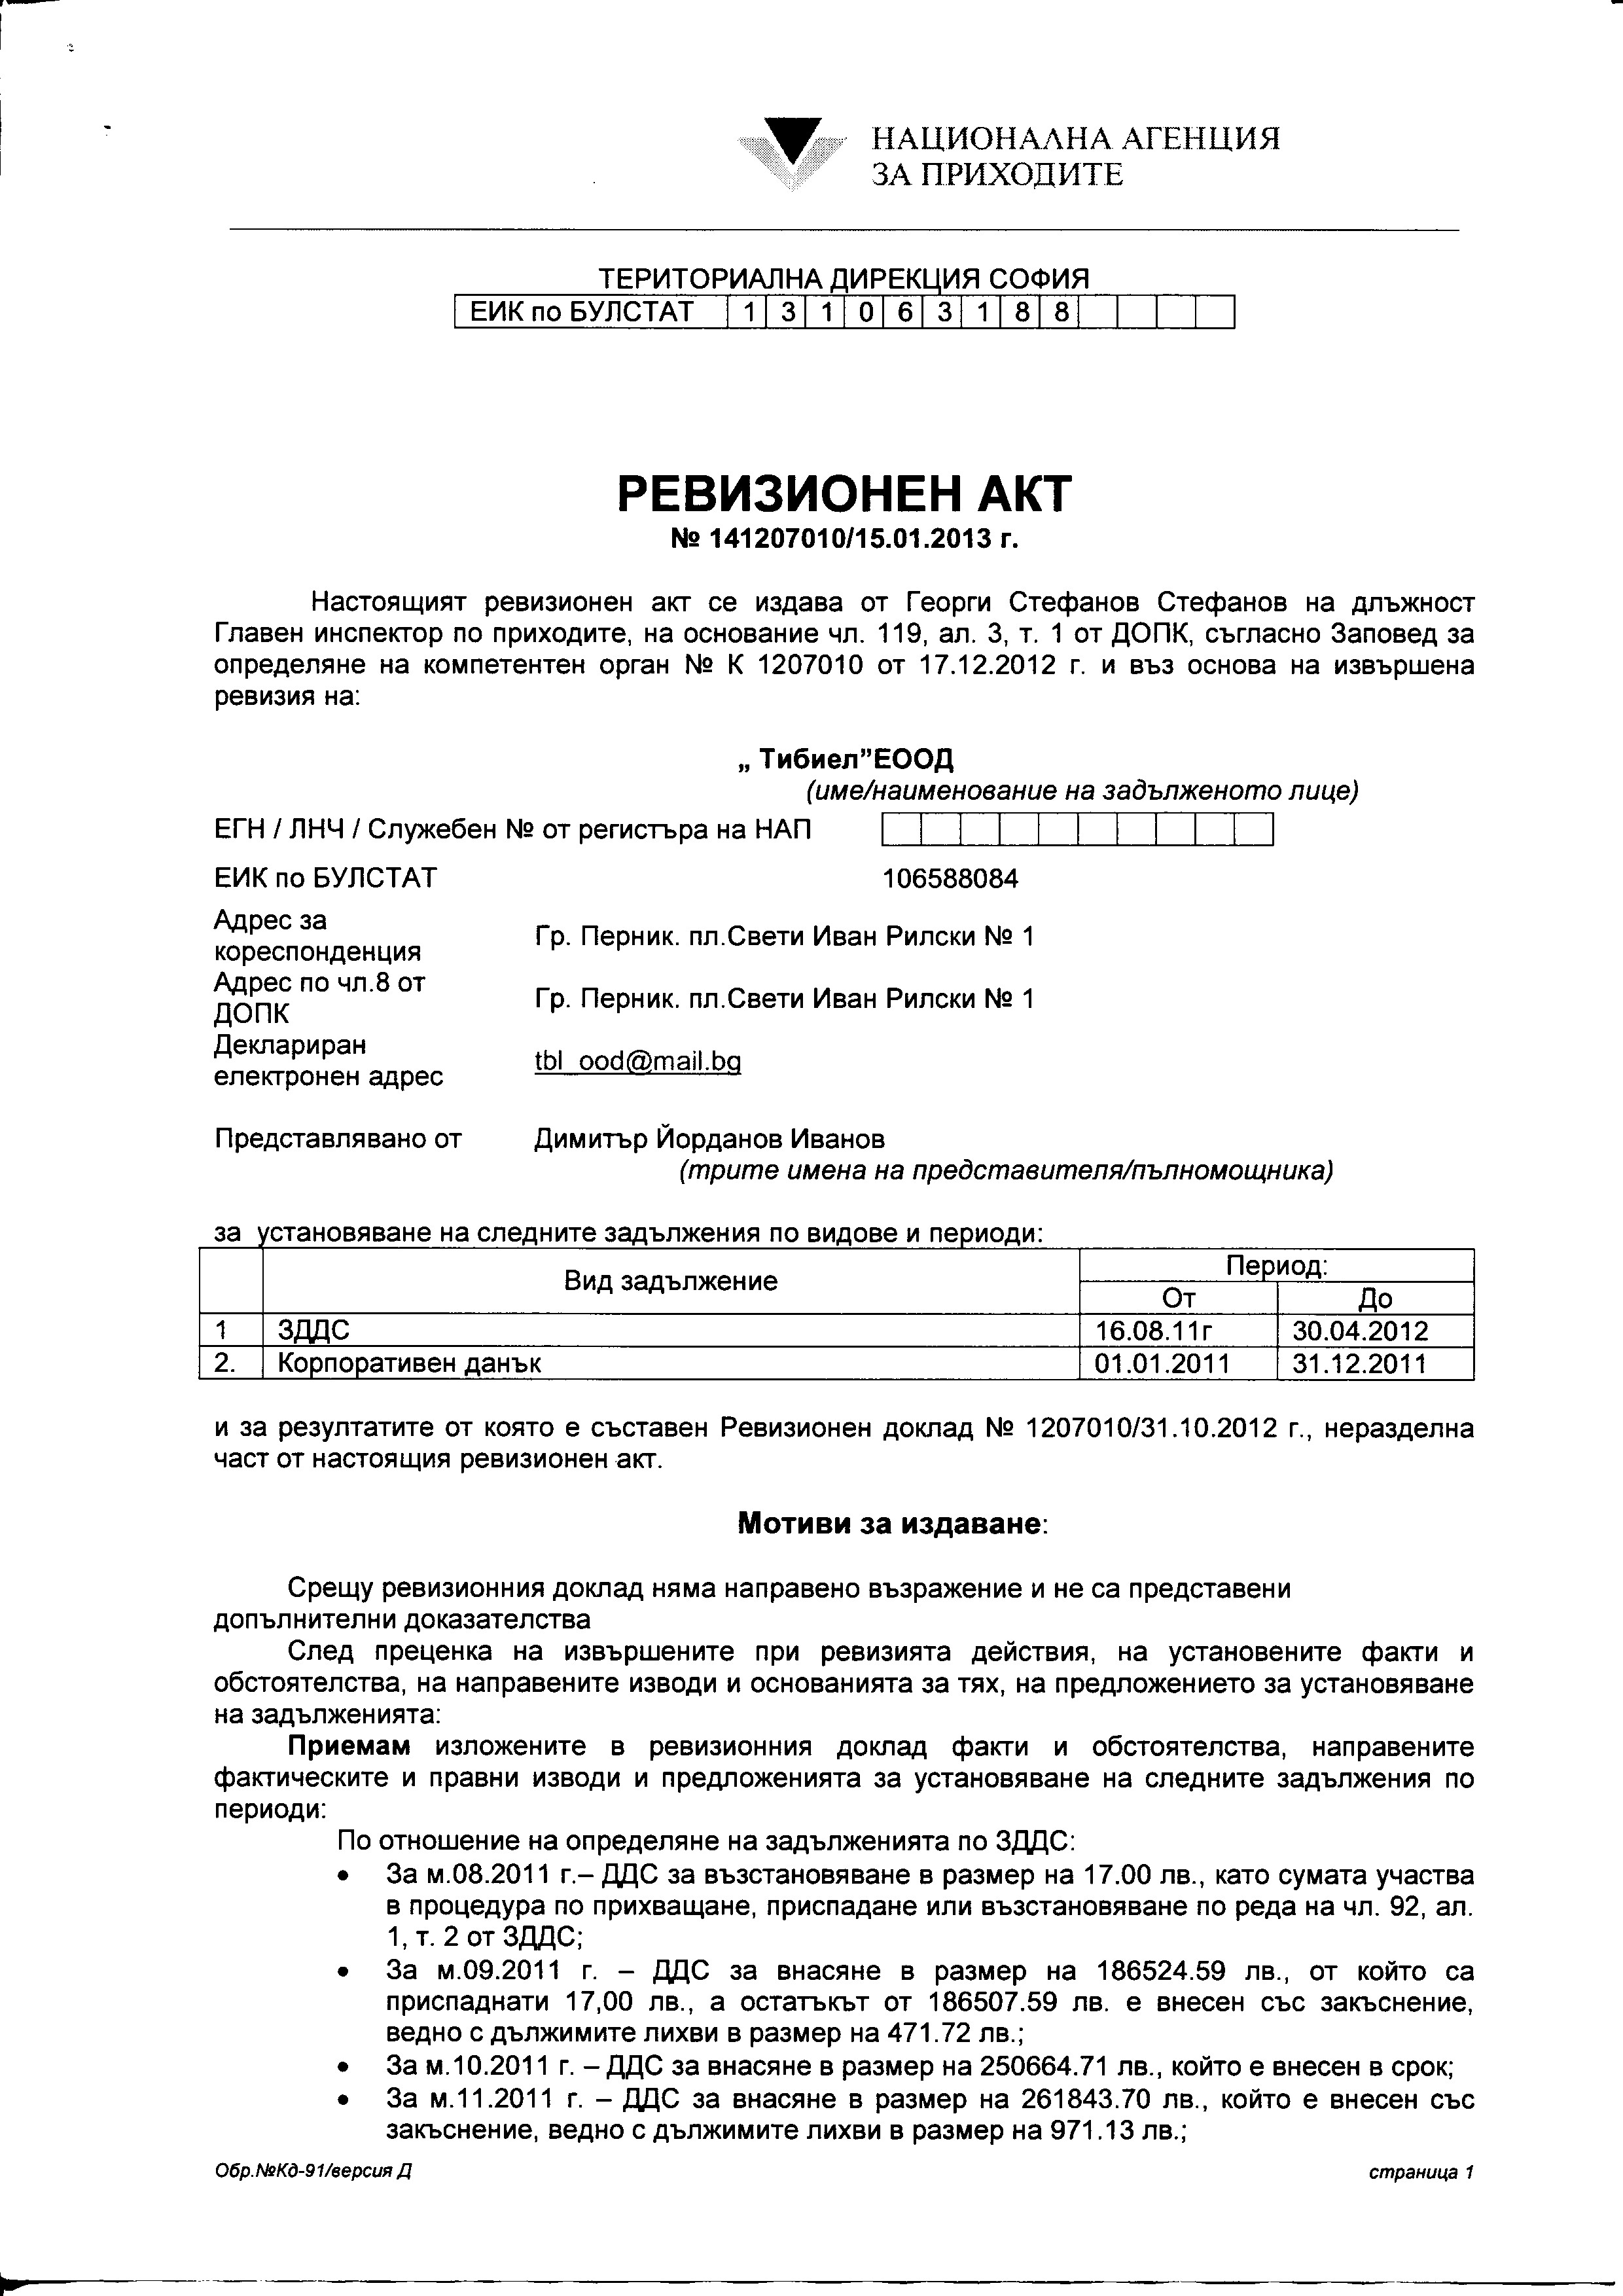 НАЦИОНАЛНА АГЕНЦИЯ
ЗА ПРИХОДИТЕ
ТЕРИТОРИАЛНА ДИРЕКЦИЯ СОФИЯ
ЕИК по БУЛСТАТ 1 3 1 0 6 3 1 8 8
РЕВИЗИОНЕН АКТ
№ 141207010/15.01.2013 г.
Настоящият ревизионен акт се издава от Георги Стефанов Стефанов на длъжност
Главен инспектор по приходите, на основание чл. 119, ал. 3, т. 1 от ДОПК, съгласно Заповед за
определяне на компетентен орган № К 1207010 от 17.12.2012 г. и въз основа на извършена
ревизия на:
„ Тибиел”ЕООД
(име/наименование на задълженото лице)
ЕГН / ЛНЧ / Служебен № от регистъра на НАП
ЕИК по БУЛСТАТ 106588084
Адрес за
кореспонденция Гр. Перник. пл.Свети Иван Рилски № 1
Адрес по чл.8 от
ДОПК Гр. Перник. пл.Свети Иван Рилски № 1
Деклариран
електронен адрес tbl_ood@mail.bg
Представлявано от Димитър Йорданов Иванов
(трите имена на представителя/пълномощника)
за установяване на следните задължения по видове и периоди:
Вид задължение Период:
От До
1 ЗДДС 16.08.11г 30.04.2012
2. Корпоративен данък 01.01.2011 31.12.2011
и за резултатите от която е съставен Ревизионен доклад № 1207010/31.10.2012 г., неразделна
част от настоящия ревизионен акт.
Мотиви за издаване:
Срещу ревизионния доклад няма направено възражение и не са представени
допълнителни доказателства
След преценка на извършените при ревизията действия, на установените факти и
обстоятелства, на направените изводи и основанията за тях, на предложението за установяване
на задълженията:
Приемам изложените в ревизионния доклад факти и обстоятелства, направените
фактическите и правни изводи и предложенията за установяване на следните задължения по
периоди:
По отношение на определяне на задълженията по ЗДДС:
• За м.08.2011 г.– ДДС за възстановяване в размер на 17.00 лв., като сумата участва
в процедура по прихващане, приспадане или възстановяване по реда на чл. 92, ал.
1, т. 2 от ЗДДС;
• За м.09.2011 г. – ДДС за внасяне в размер на 186524.59 лв., от който са
приспаднати 17,00 лв., а остатъкът от 186507.59 лв. е внесен със закъснение,
ведно с дължимите лихви в размер на 471.72 лв.;
• За м.10.2011 г. – ДДС за внасяне в размер на 250664.71 лв., който е внесен в срок;
• За м.11.2011 г. – ДДС за внасяне в размер на 261843.70 лв., който е внесен със
закъснение, ведно с дължимите лихви в размер на 971.13 лв.;
Обр.№Кд-91/версия Д страница 1